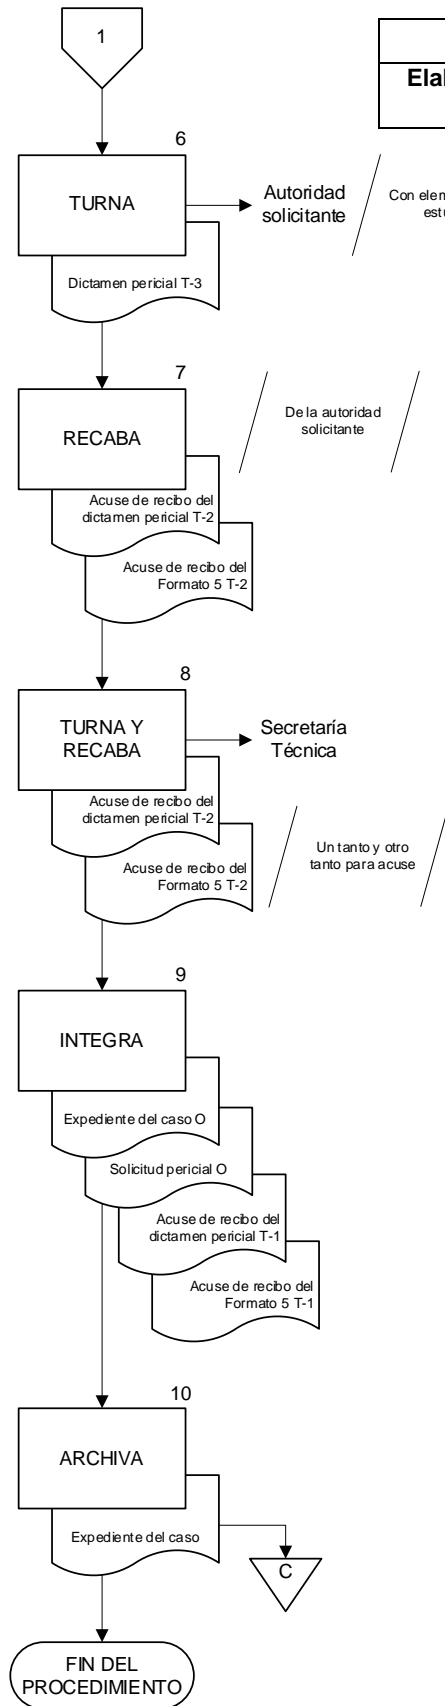 1
6
TURNA
Autoridad
solicitante
Dictamen pericial T-3
7
RECABA
De la autoridad
solicitante
Acuse de recibo del
dictamen pericial T-2
Acuse de recibo del
Formato 5 T-2
8
TURNA Y
RECABA
Secretaría
Técnica
Acuse de recibo del
dictamen pericial T-2
Acuse de recibo del
Formato 5 T-2
Un tanto y otro
tanto para acuse
9
INTEGRA
Expediente del caso O
Solicitud pericial O
Acuse de recibo del
dictamen pericial T-1
Acuse de recibo del
Formato 5 T-1
10
ARCHIVA
Expediente del caso
C
FIN DEL
PROCEDIMIENTO